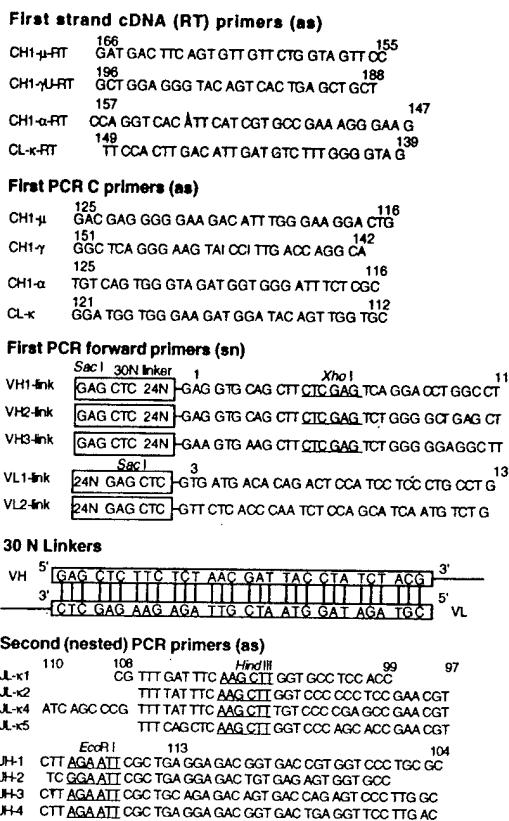 First strand cDNA (RT) primers (as)
166 155
CH1-μ-RT GAT GAC TTC AGT GTT GTT CTG GTA GTT CC
196 188
CH1-γU-RT GCT GGA GGG TAC AGT CAC TGA GCT GCT
157 147
CH1-α-RT CCA GGT CAC ATT CAT CGT GCC GAA AGG GAA G
149 139
CL-κ-RT TT CCA CTT GAC ATT GAT GTC TTT GGG GTA G
First PCR C primers (as)
125 116
CH1-μ GAC GAG GGG GAA GAC ATT TGG GAA GGA CTG
151 142
CH1-γ GGC TCA GGG AAG TAI CCI TTG ACC AGG CA
125 116
CH1-α TGT CAG TGG GTA GAT GGT GGG ATT TCT CGC
121 112
CL-κ GGA TGG TGG GAA GAT GGA TAC AGT TGG TGC
First PCR forward primers (sn)
Sac I 30N linker 1 Xho I 11
VH1-link GAG CTC 24N GAG GTG CAG CTT CTC GAG TCA GGA CCT GGC CT
VH2-link GAG CTC 24N GAG GTG CAG CTT CTC GAG TCT GGG GCT GAG CT
VH3-link GAG CTC 24N GAA GTG AAG CTT CTC GAG TCT GGG GGAGGC TT
Sac I 3 13
VL1-link 24N GAG CTC GTG ATG ACA CAG ACT CCA TCC TCC CTG CCT G
VL2-link 24N GAG CTC GTT CTC ACC CAA TCT CCA GCA TCA ATG TCT G
30 N Linkers
VH 5' GAG CTC TTC TCT AAC GAT TAC CTA TCT ACG 3'
3' CTC GAG AAG AGA TTG CTA ATG GAT AGA TGC 5' VL
Second (nested) PCR primers (as)
110 108 Hind III 99 97
JL-κ1 CG TTT GAT TTC AAG CTT GGT GCC TCC ACC
JL-κ2 TTT TAT TTC AAG CTT GGT CCC CCC TCC GAA CGT
JL-κ4 ATC AGC CCG TTT TAT TTC AAG CTT TGT CCC CGA GCC GAA CGT
JL-κ5 TTT CAG CTC AAG CTT GGT CCC AGC ACC GAA CGT
EcoR I 113 104
JH-1 CTT AGA ATT CGC TGA GGA GAC GGT GAC CGT GGT CCC TGC GC
JH-2 TC GGA ATT CGC TGA GGA GAC TGT GAG AGT GGT GCC
JH-3 CTT AGA ATT CGC TGC AGA GAC AGT GAC CAG AGT CCC TTG GC
JH-4 CTT AGA ATT CGC TGA GGA GAC GGT GAC TGA GGT TCC TTG AC